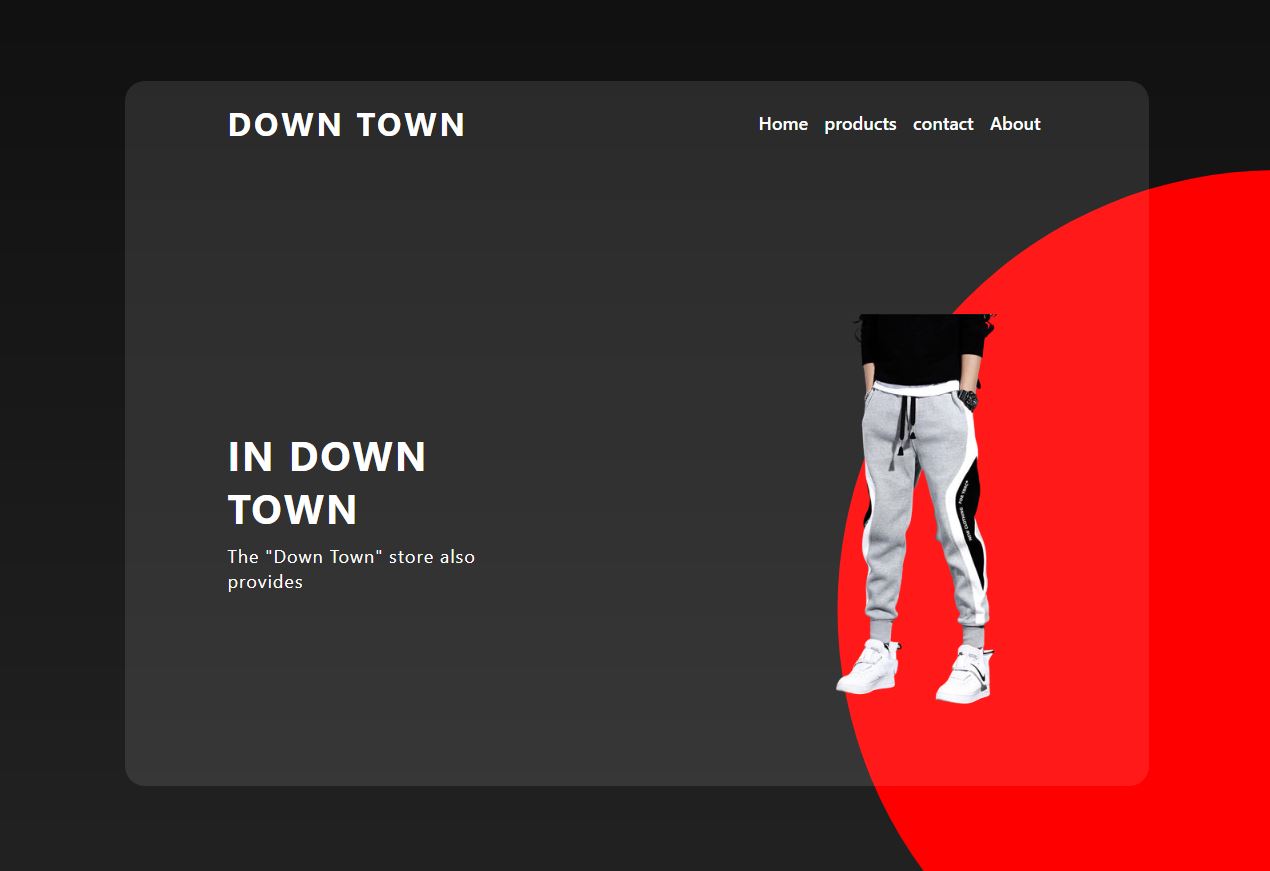 DOWN TOWN
Home products contact About
IN DOWN
TOWN
The "Down Town" store also
provides